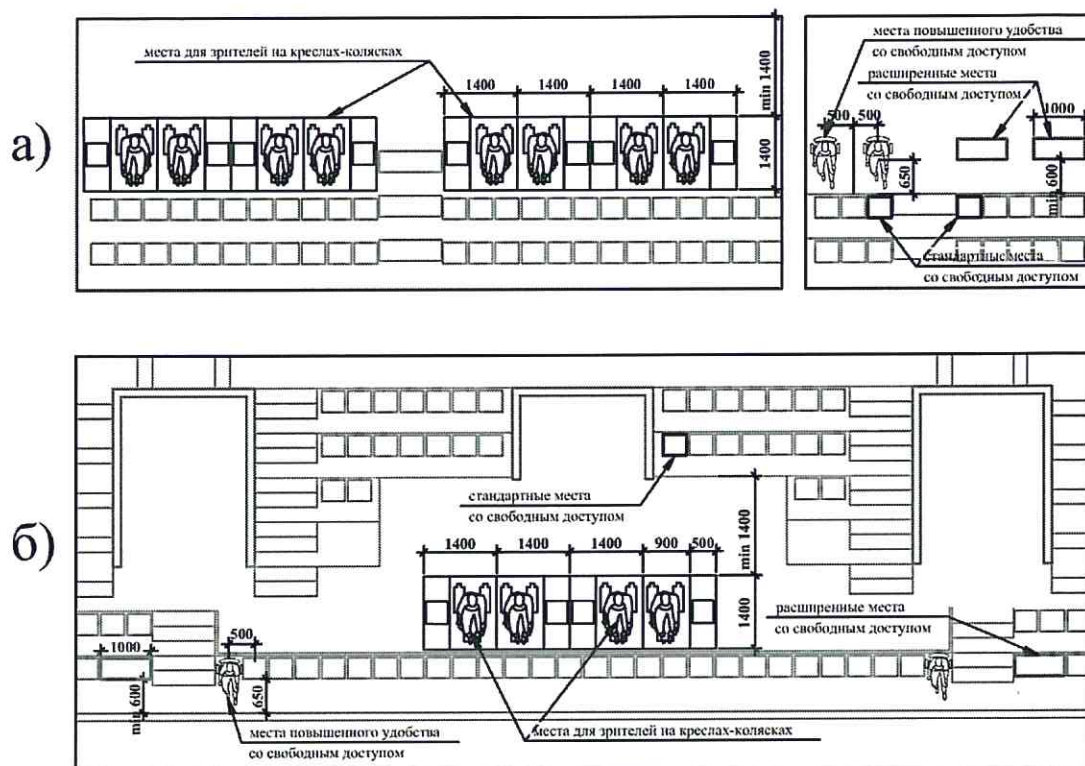 а)
места для зрителей на креслах-колясках
1400
1400
1400
1400
min 1400
1400
места повышенного удобства
со свободным доступом
расширенные места
со свободным доступом
500
500
1000
650
min 600
стандартные места
со свободным доступом
б)
стандартные места
со свободным доступом
min 1400
1400
1400
1400
900
500
1400
расширенные места
со свободным доступом
1000
500
min 600
650
места повышенного удобства
со свободным доступом
места для зрителей на креслах-колясках